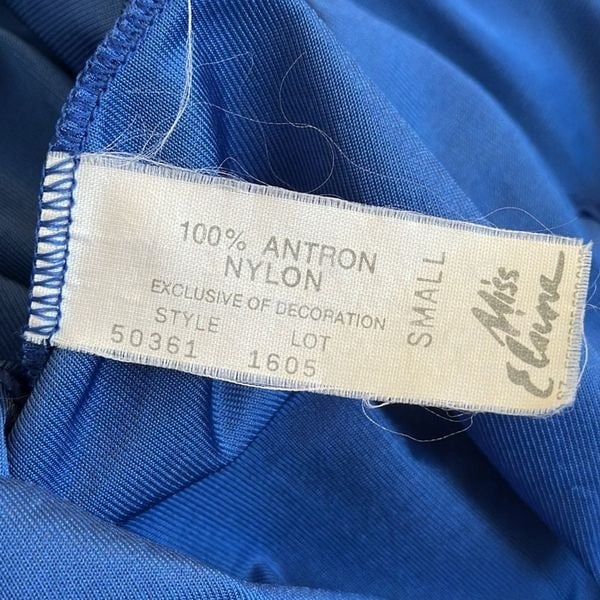 100% ANTRON
NYLON
EXCLUSIVE OF DECORATION
STYLE LOT
50361 1605
SMALL
Miss
Elaine